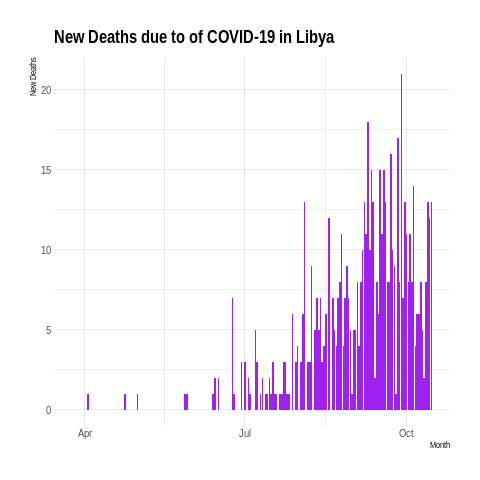 New Deaths due to of COVID-19 in Libya
New Deaths
20
15
10
5
0
Apr
Jul
Oct
Month